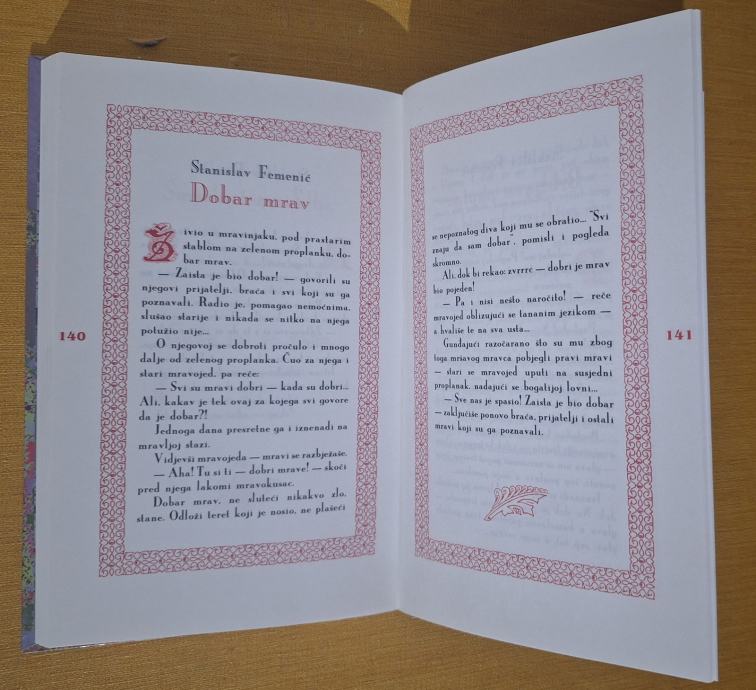 Stanislav Femenić
Dobar mrav
Živio u mravinjaku, pod prastarim
stablom na zelenom proplanku, do-
bar mrav.
— Zaista je bio dobar! — govorili su
njegovi prijatelji, braća i svi koji su ga
poznavali. Radio je, pomagao nemoćnima,
slušao starije i nikada se nitko na njega
potužio nije...
O njegovoj se dobroti pročulo i mnogo
dalje od zelenog proplanka. Čuo za njega i
stari mravojed, pa reče:
— Svi su mravi dobri — kada su dobri...
Ali, kakav je tek ovaj za kojega svi govore
da je dobar?!
Jednoga dana presretne ga i iznenadi na
mravljoj stazi.
Vidjevši mravojeda — mravi se razbježaše.
— Aha! Tu si ti — dobri mrave! — skoči
pred njega lakomi mravokusac.
Dobar mrav, ne sluteći nikakvo zlo,
stane. Odloži teret koji je nosio, ne plašeći
140
se nepoznatog diva koji mu se obratio... "Svi
znaju da sam dobar", pomisli i pogleda
skromno.
Ali, dok bi rekao: zvrrrc — dobri je mrav
bio pojeden!
— Pa i nisi nešto naročito! — reče
mravojed oblizujući se tananim jezikom —
a hvališe te na sva usta...
Gunđajući razočarano što su mu zbog
toga mriavog mravca pobjegli pravi mravi
— stari se mravojed uputi na susjedni
proplanak, nadajući se bogatijoj lovni...
— Sve nas je spasio! Zaista je bio dobar
— zaključiše ponovo braća, prijatelji i ostali
mravi koji su ga poznavali.
141